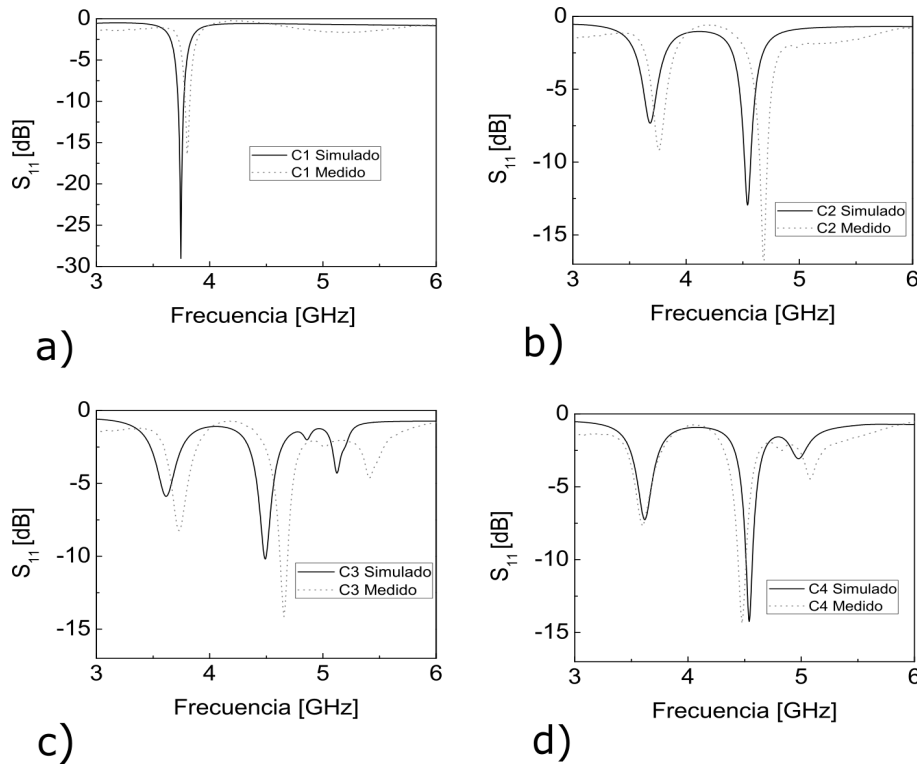 0
-5
-10
-15
-20
-25
-30
S11 [dB]
C1 Simulado
C1 Medido
3 4 5 6
Frecuencia [GHz]
a)
0
-5
-10
-15
S11 [dB]
C2 Simulado
C2 Medido
3 4 5 6
Frecuencia [GHz]
b)
0
-5
-10
-15
S11 [dB]
C3 Simulado
C3 Medido
3 4 5 6
Frecuencia [GHz]
c)
0
-5
-10
-15
S11 [dB]
C4 Simulado
C4 Medido
3 4 5 6
Frecuencia [GHz]
d)